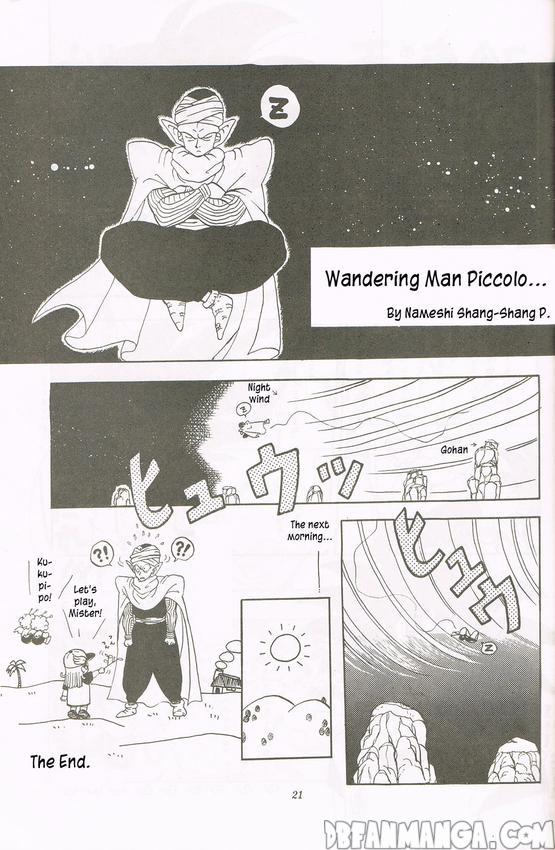 Z
Wandering Man Piccolo...
By Nameshi Shang-Shang P.
Night
wind
Z
Gohan
ヒュウウッ
The next
morning...
ヒュウ
Z
?!
?!
Ku-
ku-
pi-
po!
Let's
play,
Mister!
The End.
21
DBFANMANGA.COM